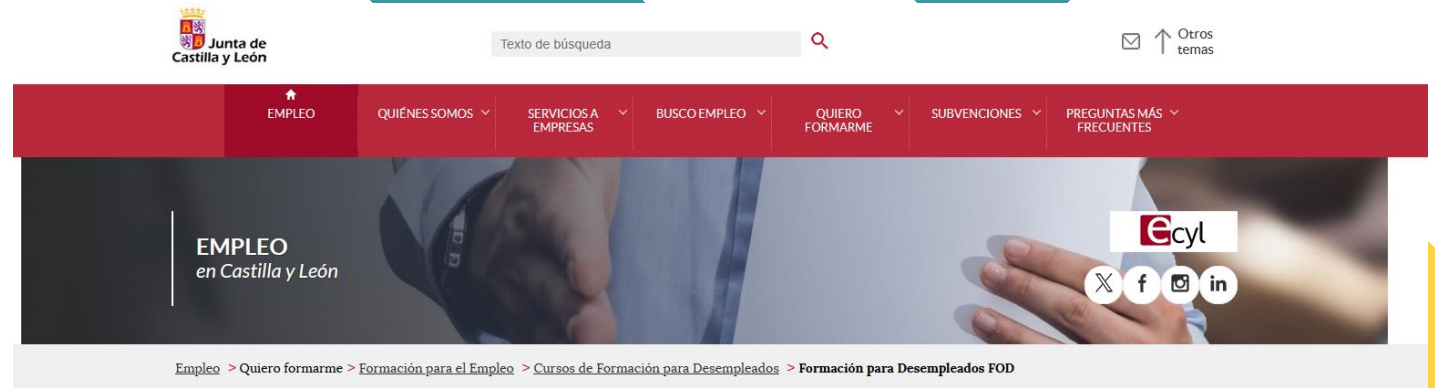 Junta de
Castilla y León
Texto de búsqueda
Otros
temas
EMPLEO
QUIÉNES SOMOS
SERVICIOS A
EMPRESAS
BUSCO EMPLEO
QUIERO
FORMARME
SUBVENCIONES
PREGUNTAS MÁS
FRECUENTES
EMPLEO
en Castilla y León
ecyl
X f in
Empleo > Quiero formarme > Formación para el Empleo > Cursos de Formación para Desempleados > Formación para Desempleados FOD